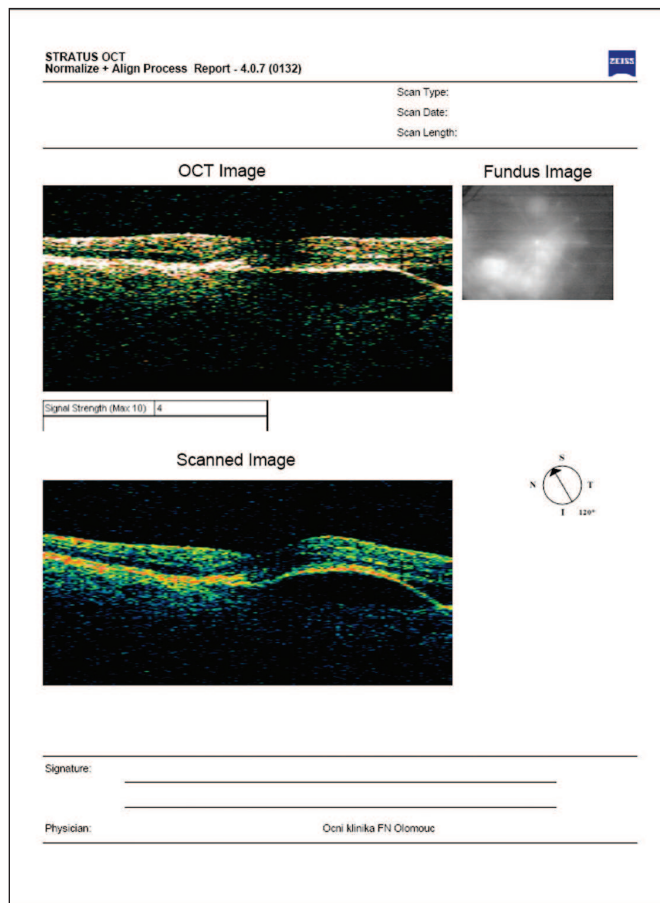 STRATUS OCT
Normalize + Align Process Report - 4.0.7 (0132)
ZEISS
Scan Type:
Scan Date:
Scan Length:
OCT Image
Fundus Image
Signal Strength (Max 10) 4
Scanned Image
S
N T
I 120°
Signature:
Physician: Ocni klinika FN Olomouc